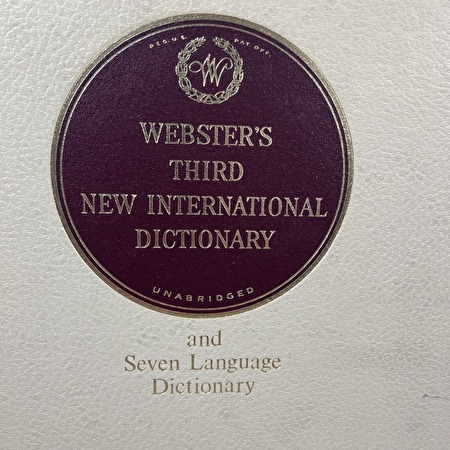 REG. U.S. PAT. OFF.
W
WEBSTER'S
THIRD
NEW INTERNATIONAL
DICTIONARY
UNABRIDGED
and
Seven Language
Dictionary